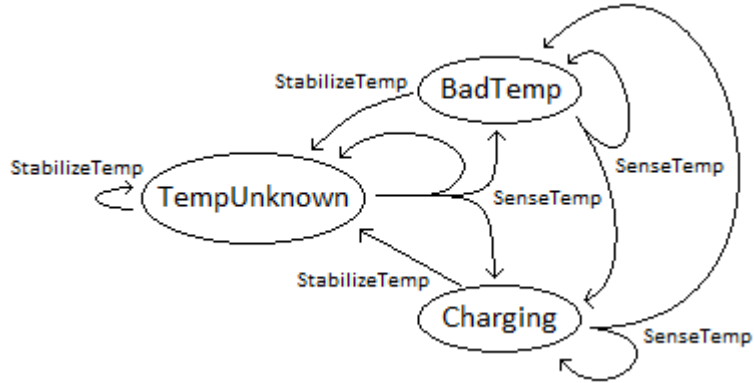 StabilizeTemp
BadTemp
StabilizeTemp
SenseTemp
TempUnknown
SenseTemp
StabilizeTemp
Charging
SenseTemp